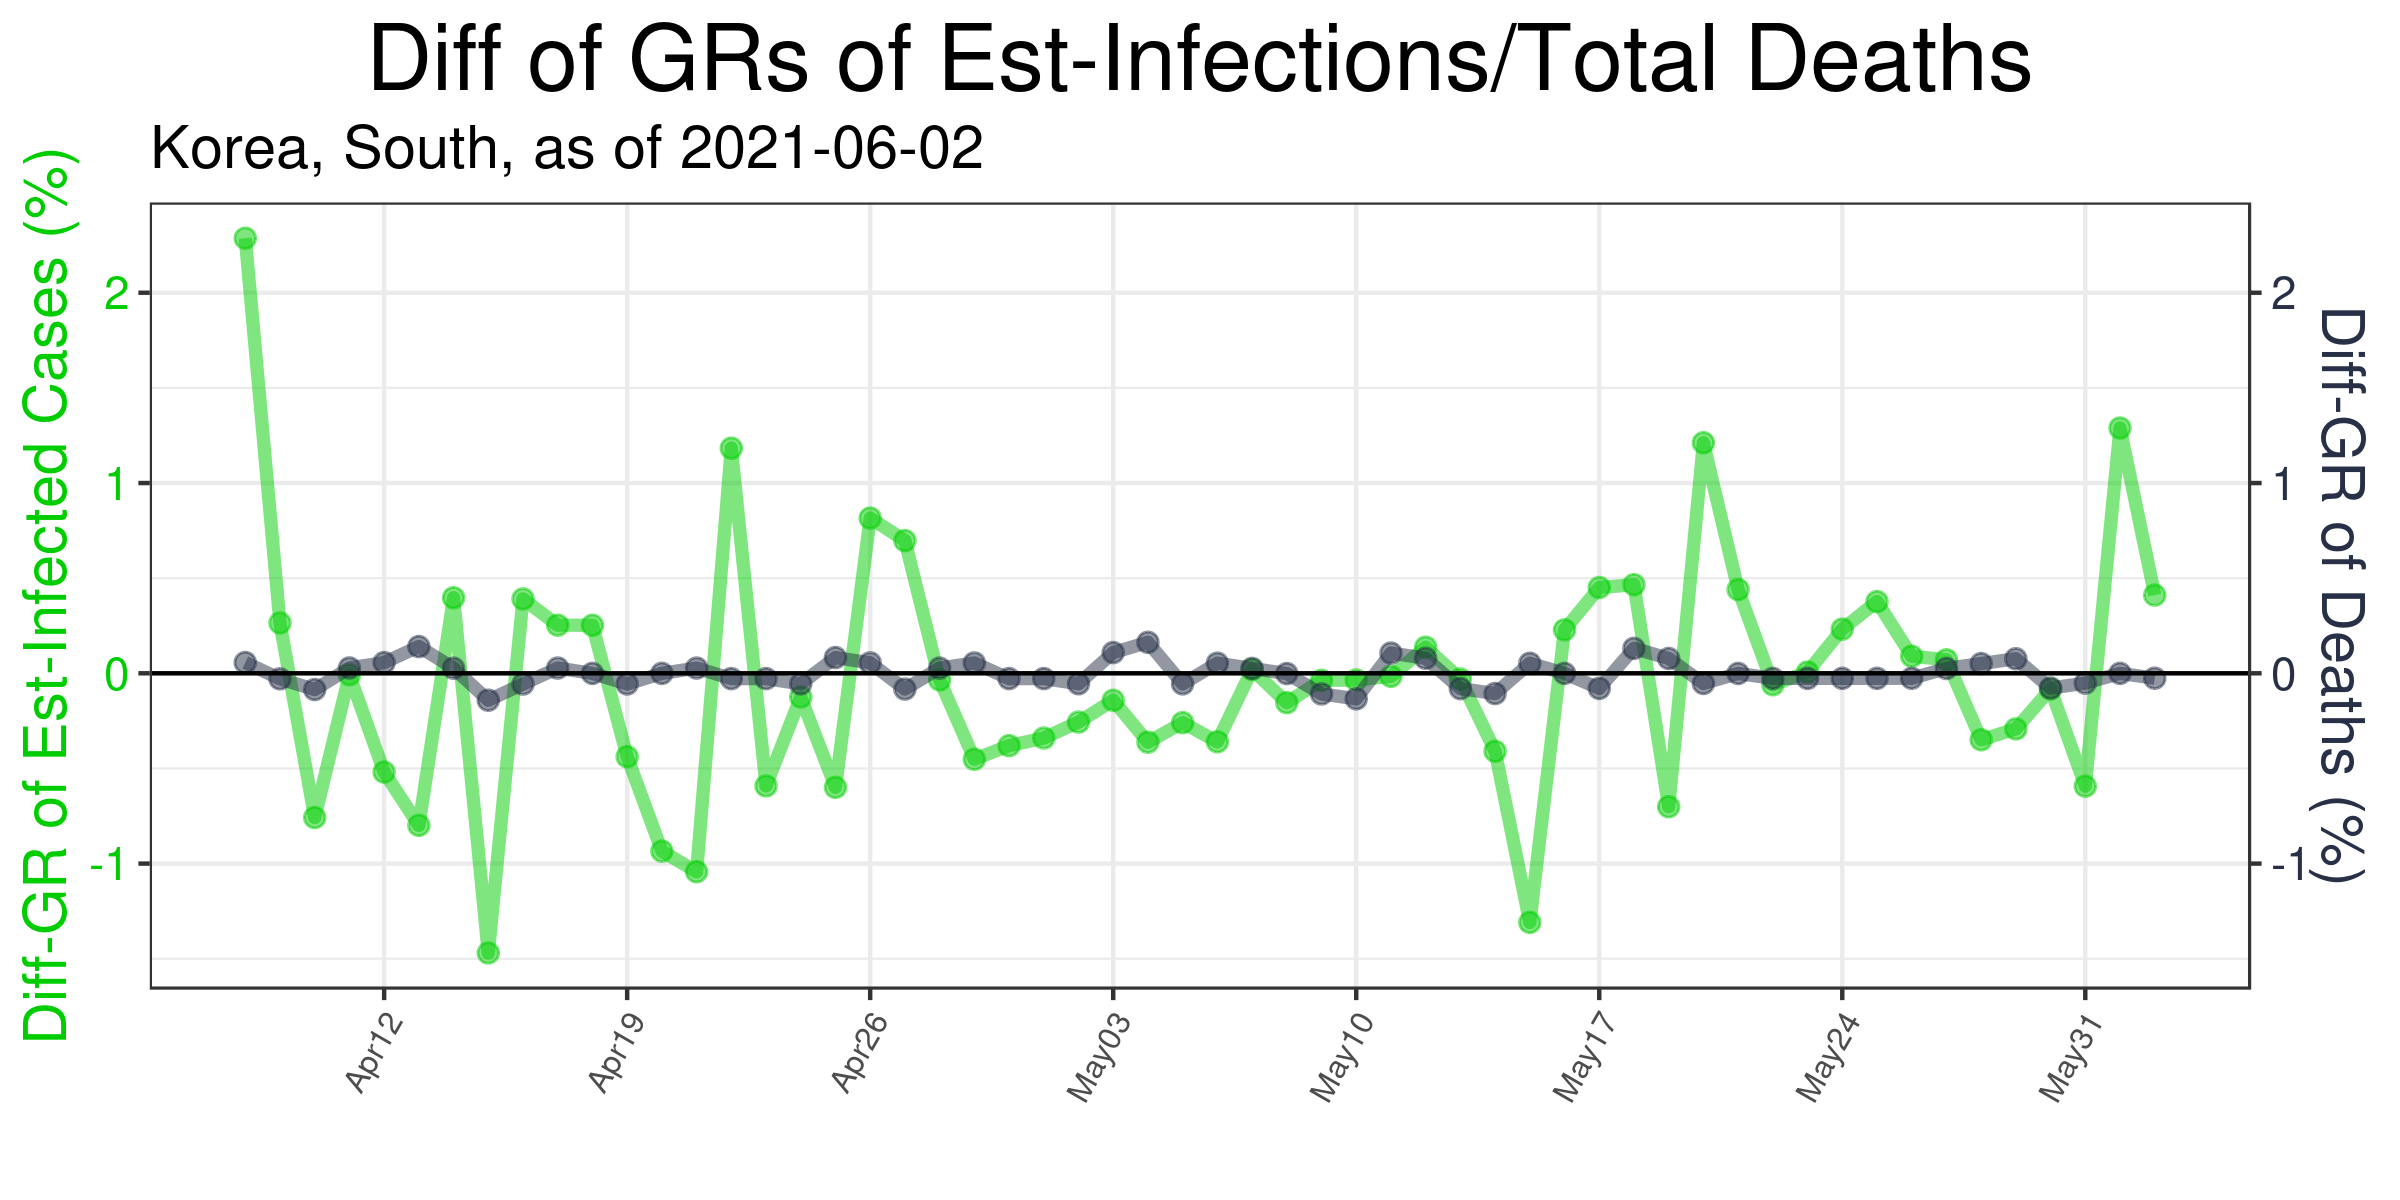 Diff of GRs of Est-Infections/Total Deaths
Korea, South, as of 2021-06-02
Diff-GR of Est-Infected Cases (%)
2
1
0
-1
2
1
0
-1
Diff-GR of Deaths (%)
Apr12
Apr19
Apr26
May03
May10
May17
May24
May31